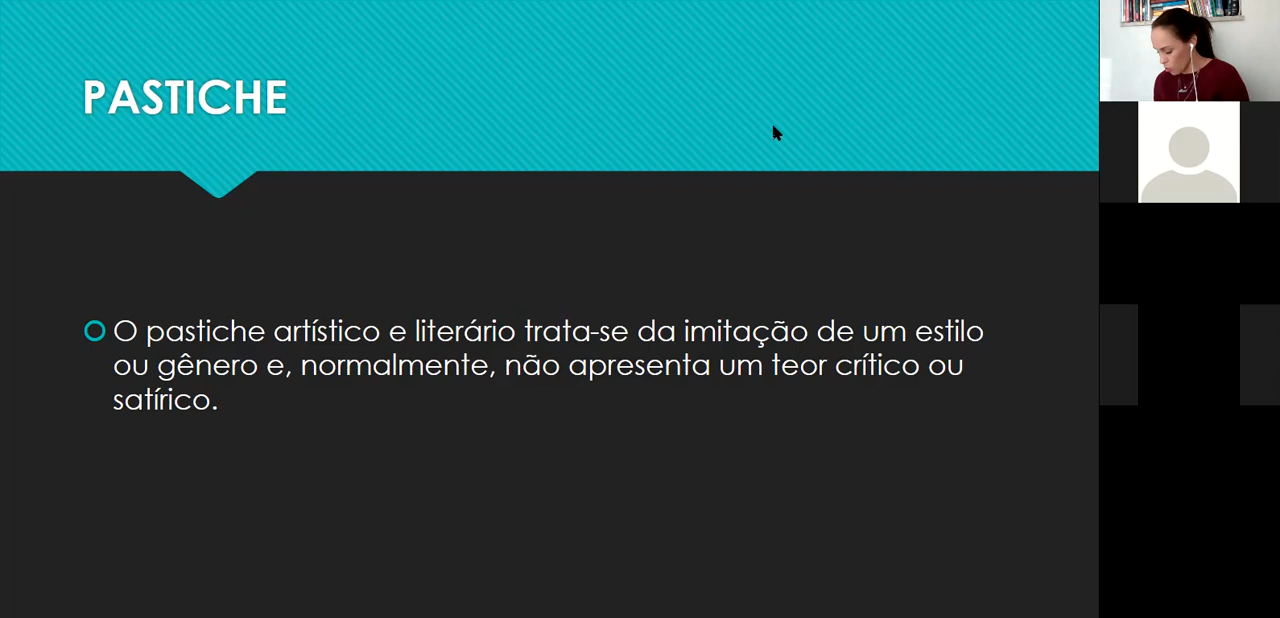 PASTICHE
O pastiche artístico e literário trata-se da imitação de um estilo
ou gênero e, normalmente, não apresenta um teor crítico ou
satírico.